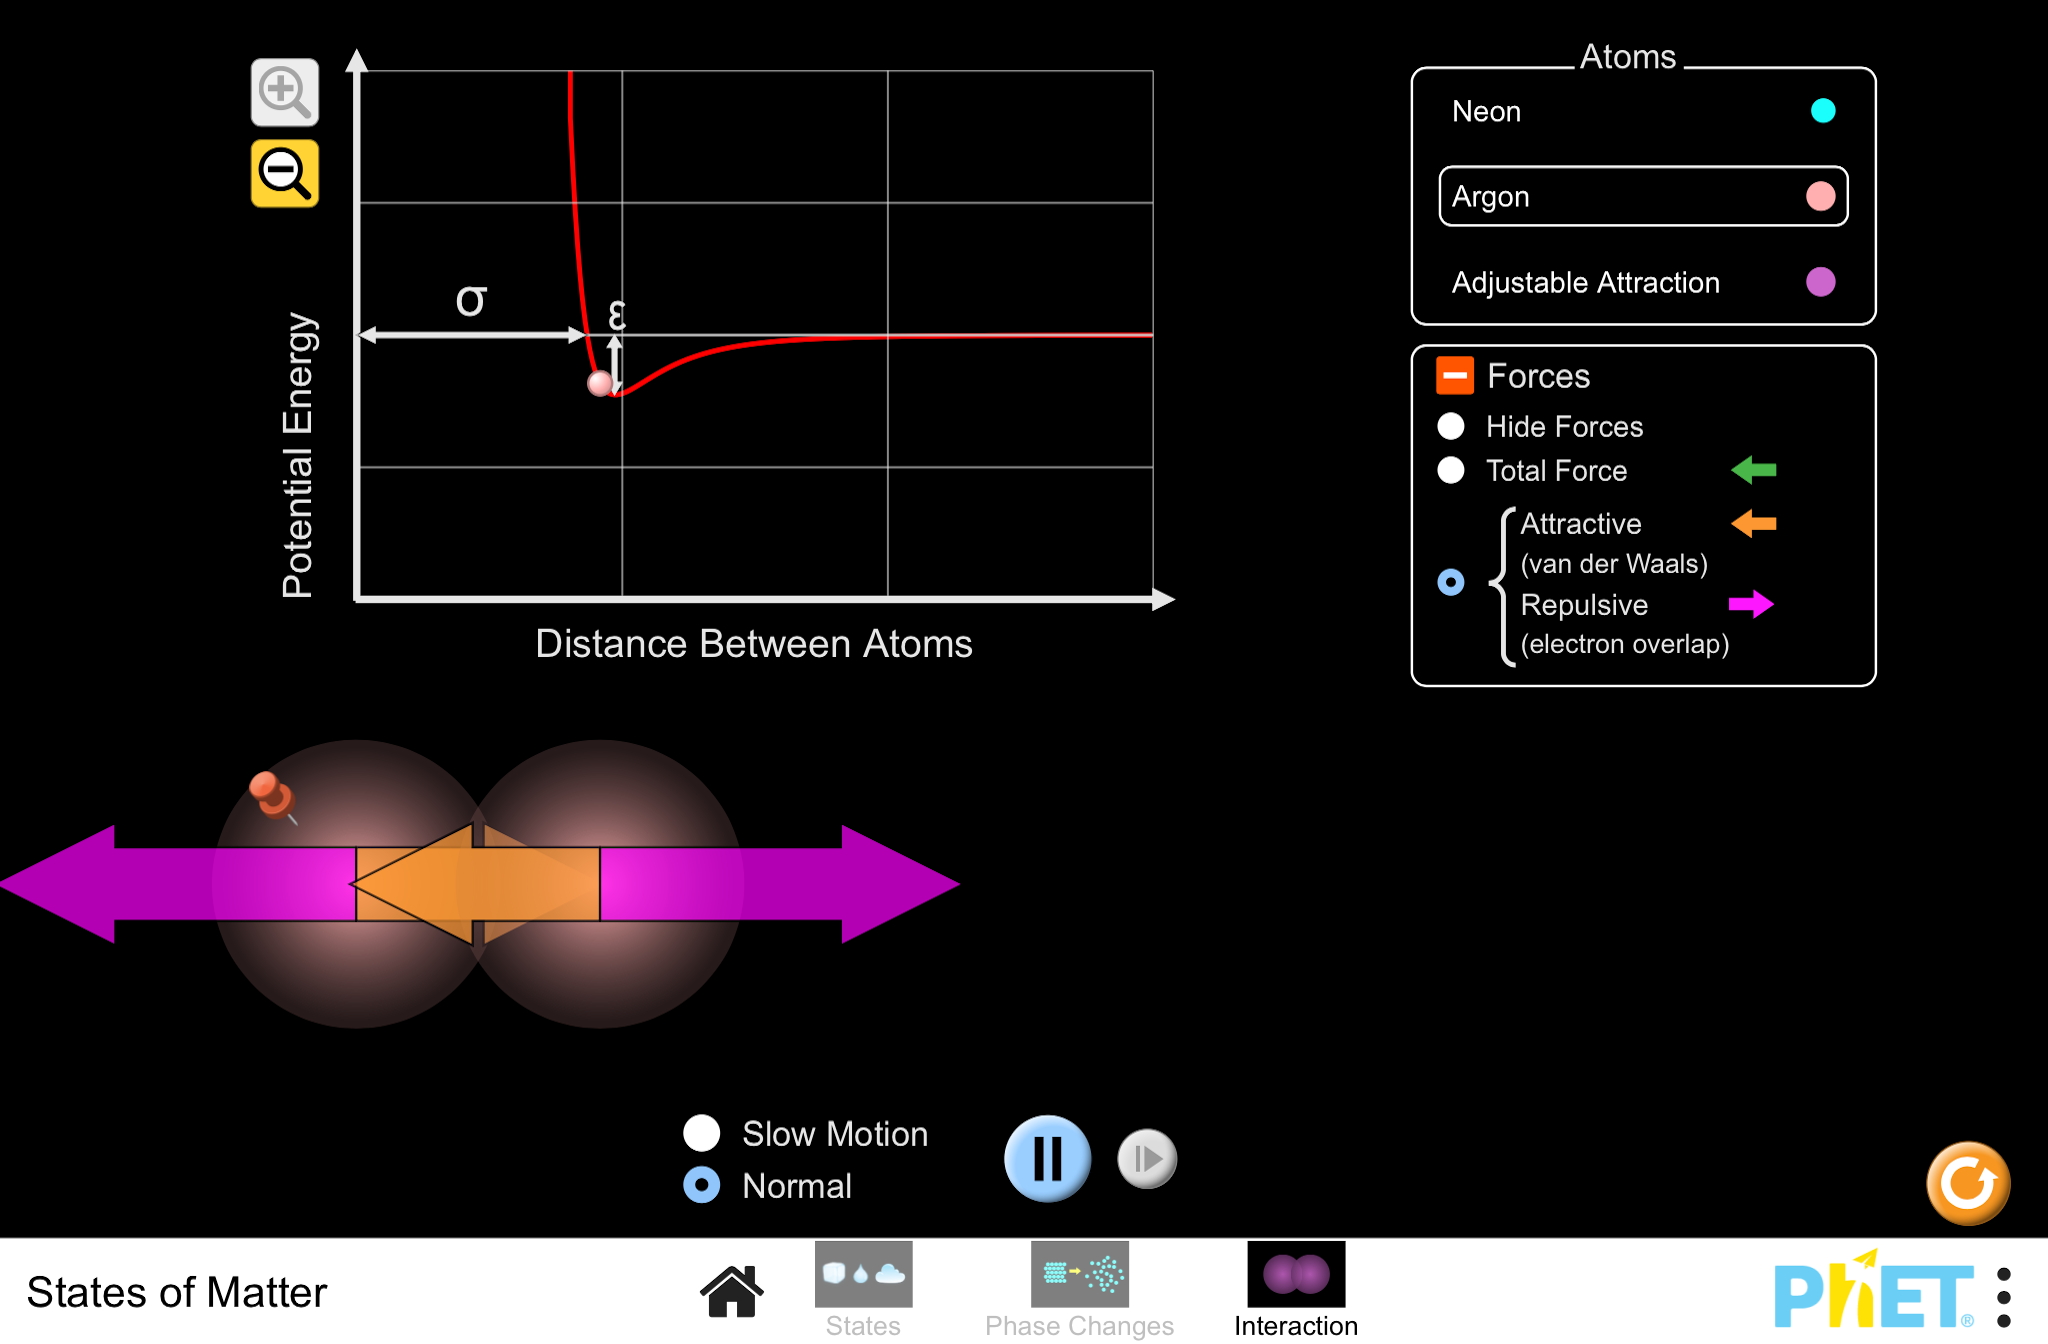 Atoms
Neon
Argon
Adjustable Attraction
σ
ε
Potential Energy
Distance Between Atoms
Forces
Hide Forces
Total Force
Attractive
(van der Waals)
Repulsive
(electron overlap)
Slow Motion
Normal
States of Matter
States
Phase Changes
Interaction
PhET®